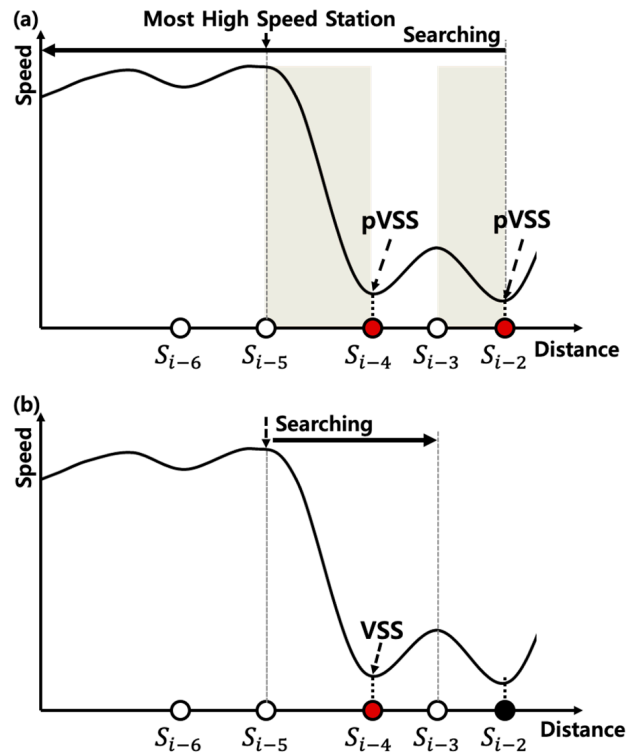 (a)
Most High Speed Station
Searching
Speed
pVSS
pVSS
S_{i-6}
S_{i-5}
S_{i-4}
S_{i-3}
S_{i-2}
Distance
(b)
Searching
Speed
VSS
S_{i-6}
S_{i-5}
S_{i-4}
S_{i-3}
S_{i-2}
Distance